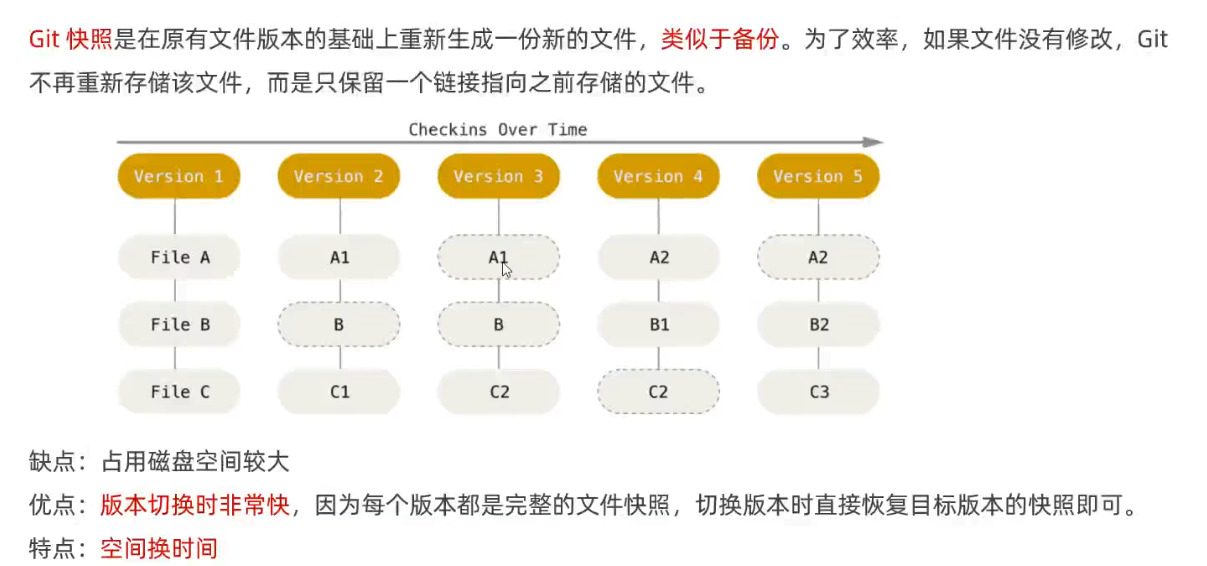 Git 快照是在原有文件版本的基础上重新生成一份新的文件，类似于备份。为了效率，如果文件没有修改，Git
不再重新存储该文件，而是只保留一个链接指向之前存储的文件。
Checkins Over Time
Version 1 Version 2 Version 3 Version 4 Version 5
File A A1 A1 A2 A2
File B B B B1 B2
File C C1 C2 C2 C3
缺点：占用磁盘空间较大
优点：版本切换时非常快，因为每个版本都是完整的文件快照，切换版本时直接恢复目标版本的快照即可。
特点：空间换时间